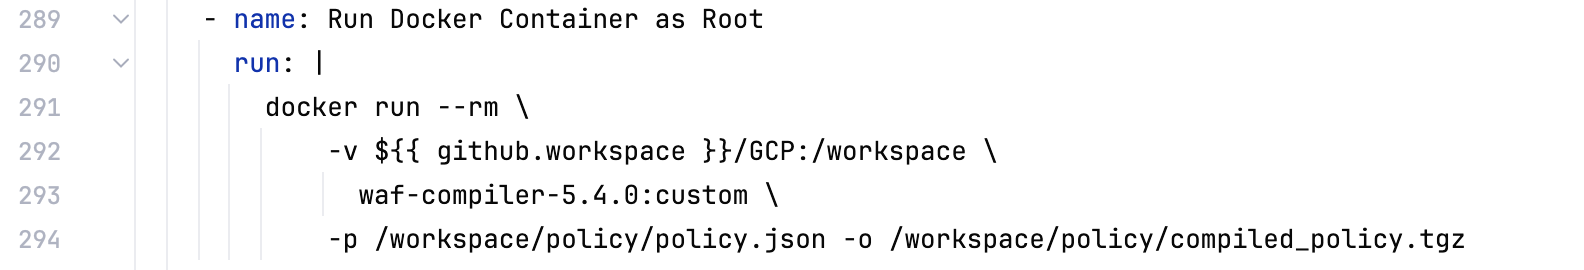 289 - name: Run Docker Container as Root
290 run: |
291 docker run --rm \
292 -v ${{ github.workspace }}/GCP:/workspace \
293 waf-compiler-5.4.0:custom \
294 -p /workspace/policy/policy.json -o /workspace/policy/compiled_policy.tgz